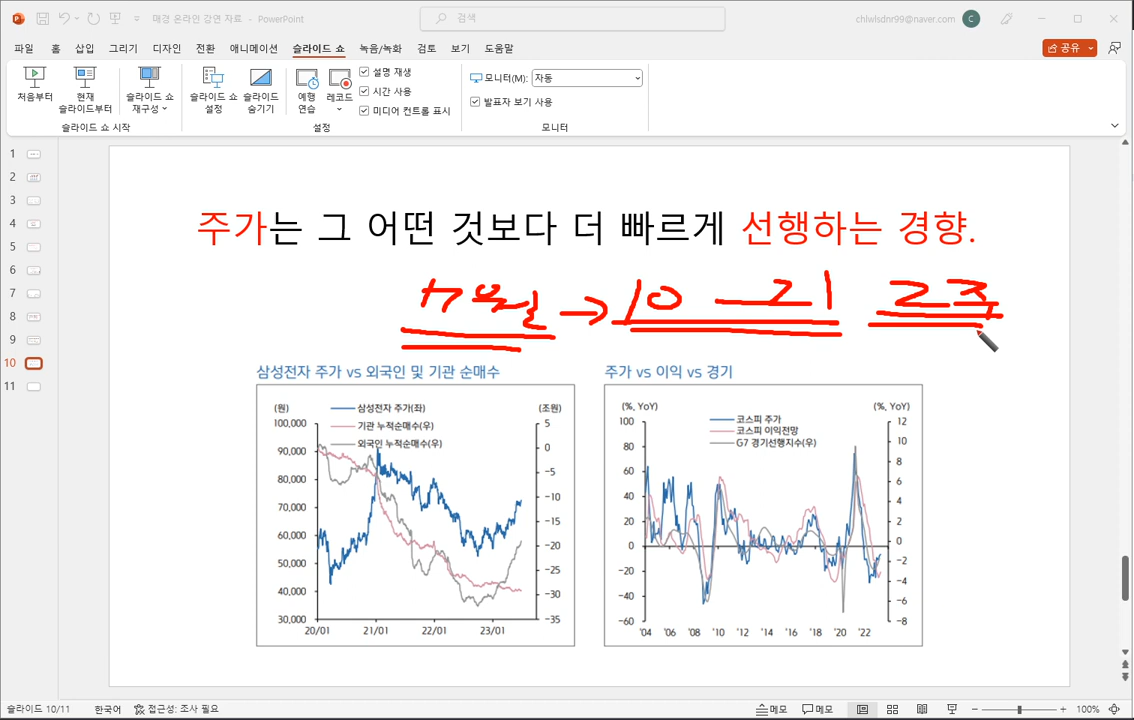 매경 온라인 강연 자료 - PowerPoint
검색
chlwlsdnr99@naver.com
C
파일 홈 삽입 그리기 디자인 전환 애니메이션 슬라이드 쇼 녹음/녹화 검토 보기 도움말
공유
처음부터
현재 슬라이드부터
슬라이드 쇼 재구성
슬라이드 쇼 설정
슬라이드 숨기기
예행 연습
레코드
설명 재생
시간 사용
미디어 컨트롤 표시
모니터(M): 자동
발표자 보기 사용
슬라이드 쇼 시작
설정
모니터
1
2
3
4
5
6
7
8
9
10
11
주가는 그 어떤 것보다 더 빠르게 선행하는 경향.
→ 10 - 21 2주
삼성전자 주가 vs 외국인 및 기관 순매수
(원) (조원)
삼성전자 주가(좌)
기관 누적순매수(우)
외국인 누적순매수(우)
100,000
90,000
80,000
70,000
60,000
50,000
40,000
30,000
5
0
-5
-10
-15
-20
-25
-30
-35
20/01 21/01 22/01 23/01
주가 vs 이익 vs 경기
(%, YoY) (%, YoY)
코스피 주가
코스피 이익전망
G7 경기선행지수(우)
100
80
60
40
20
0
-20
-40
-60
12
10
8
6
4
2
0
-2
-4
-6
-8
'04 '06 '08 '10 '12 '14 '16 '18 '20 '22
슬라이드 10/11 한국어 접근성: 조사 필요
메모 메모 100%